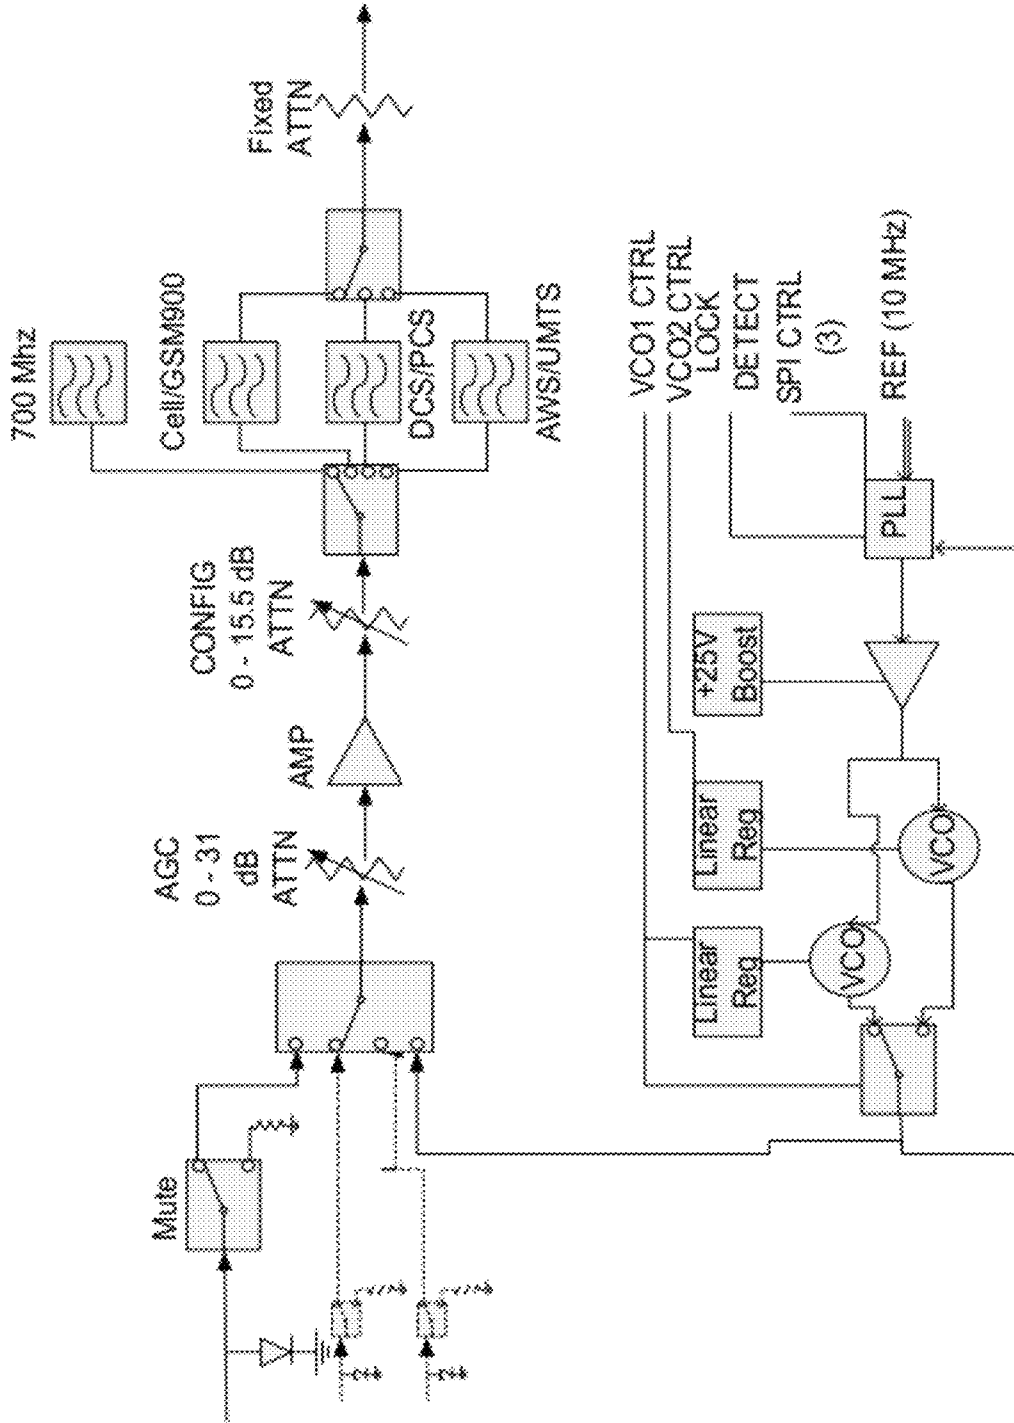 Mute
AGC
0 - 31
dB
ATTN
AMP
CONFIG
0 - 15.5 dB
ATTN
700 Mhz
Cell/GSM900
DCS/PCS
AWS/UMTS
Fixed
ATTN
VCO1 CTRL
VCO2 CTRL
LOCK
DETECT
SPI CTRL
(3)
REF (10 MHz)
Linear
Reg
Linear
Reg
+25V
Boost
PLL
VCO
VCO